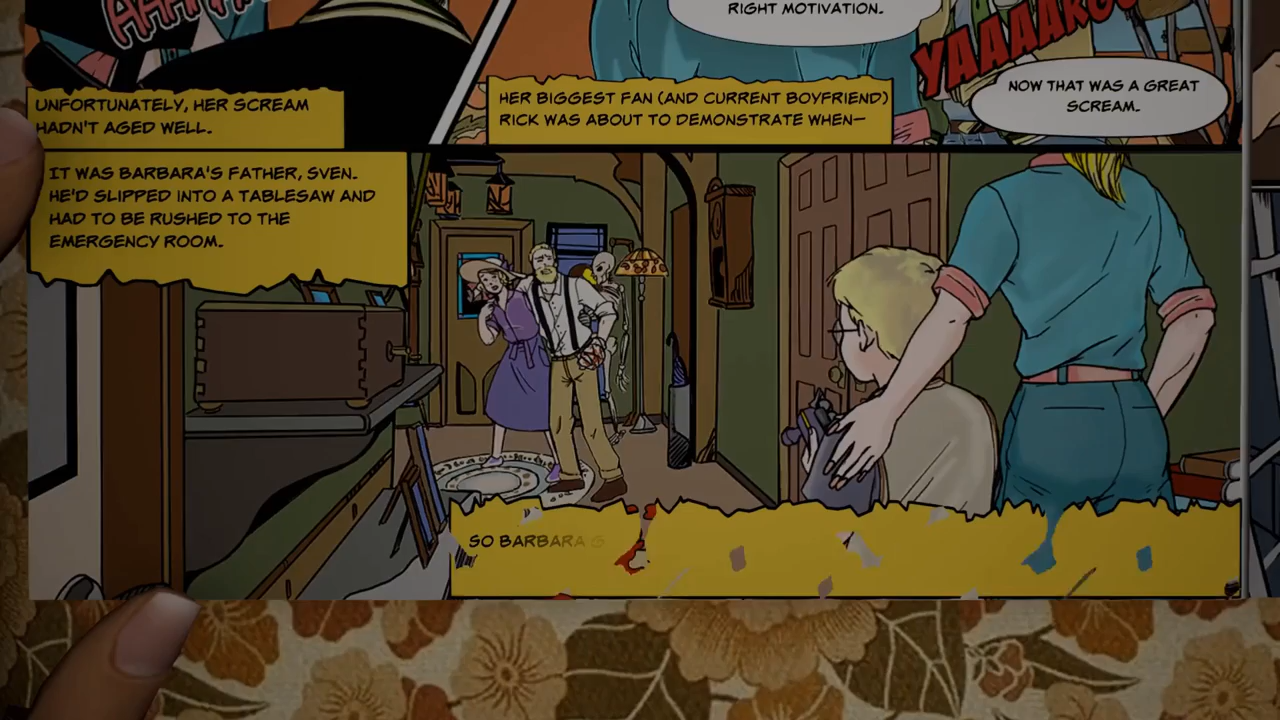 RIGHT MOTIVATION.
UNFORTUNATELY, HER SCREAM
HADN'T AGED WELL.
HER BIGGEST FAN (AND CURRENT BOYFRIEND)
RICK WAS ABOUT TO DEMONSTRATE WHEN—
NOW THAT WAS A GREAT
SCREAM.
IT WAS BARBARA'S FATHER, SVEN.
HE'D SLIPPED INTO A TABLESAW AND
HAD TO BE RUSHED TO THE
EMERGENCY ROOM.
SO BARBARA